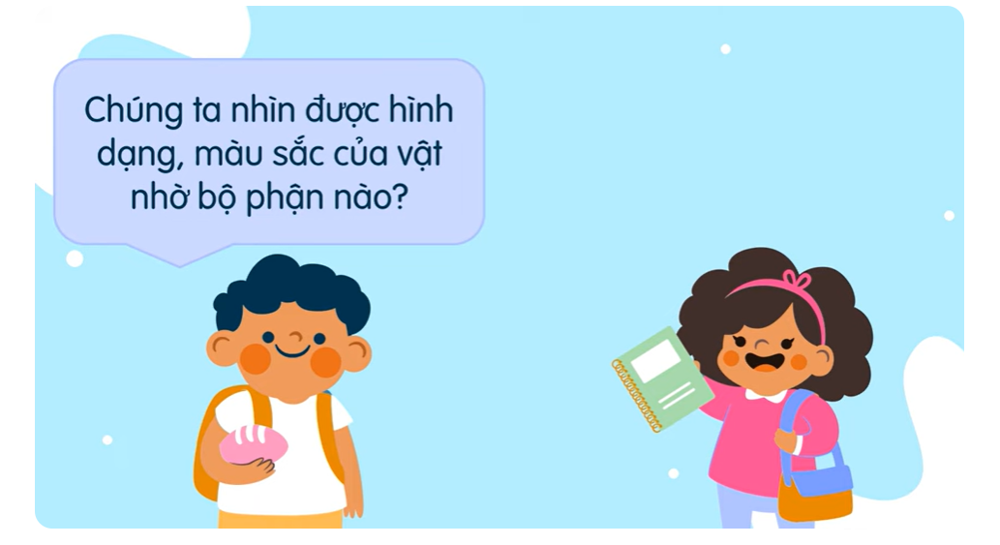 Chúng ta nhìn được hình
dạng, màu sắc của vật
nhờ bộ phận nào?